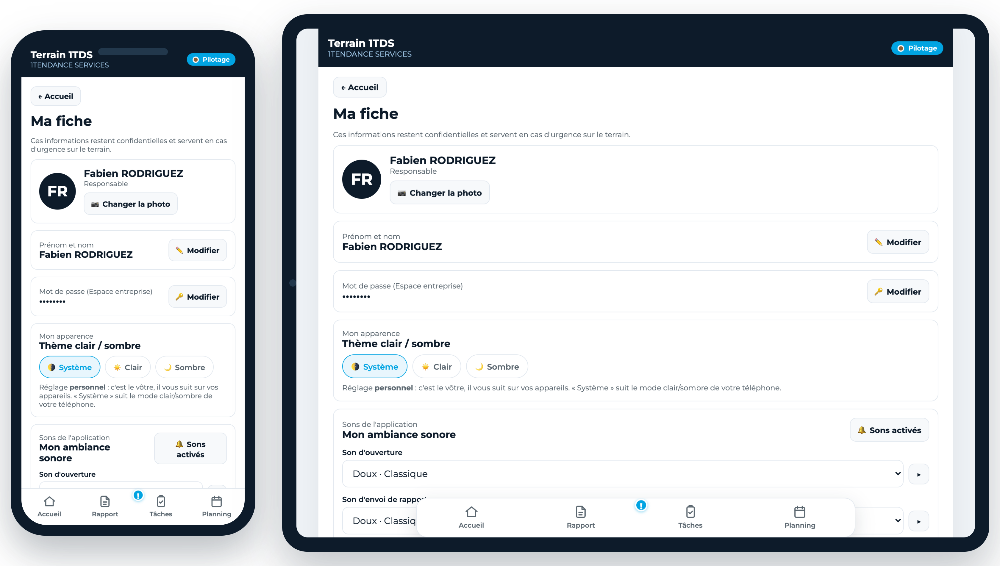 Terrain 1TDS
1TENDANCE SERVICES
Pilotage
← Accueil
Ma fiche
Ces informations restent confidentielles et servent en cas
d'urgence sur le terrain.
FR
Fabien RODRIGUEZ
Responsable
Changer la photo
Prénom et nom
Fabien RODRIGUEZ
Modifier
Mot de passe (Espace entreprise)
••••••••
Modifier
Mon apparence
Thème clair / sombre
Système
Clair
Sombre
Réglage personnel : c'est le vôtre, il vous suit sur vos
appareils. « Système » suit le mode clair/sombre de
votre téléphone.
Sons de l'application
Mon ambiance
sonore
Sons
activés
Son d'ouverture
Accueil
Rapport
!
Tâches
Planning
Terrain 1TDS
1TENDANCE SERVICES
Pilotage
← Accueil
Ma fiche
Ces informations restent confidentielles et servent en cas d'urgence sur le terrain.
FR
Fabien RODRIGUEZ
Responsable
Changer la photo
Prénom et nom
Fabien RODRIGUEZ
Modifier
Mot de passe (Espace entreprise)
••••••••
Modifier
Mon apparence
Thème clair / sombre
Système
Clair
Sombre
Réglage personnel : c'est le vôtre, il vous suit sur vos appareils. « Système » suit le mode clair/sombre de votre téléphone.
Sons de l'application
Mon ambiance sonore
Sons activés
Son d'ouverture
Doux · Classique
Son d'envoi de rapport
Doux · Classiq
Accueil
Rapport
!
Tâches
Planning